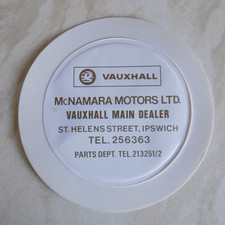 VAUXHALL
McNAMARA MOTORS LTD.
VAUXHALL MAIN DEALER
ST. HELENS STREET, IPSWICH
TEL. 256363
PARTS DEPT. TEL 213251/2